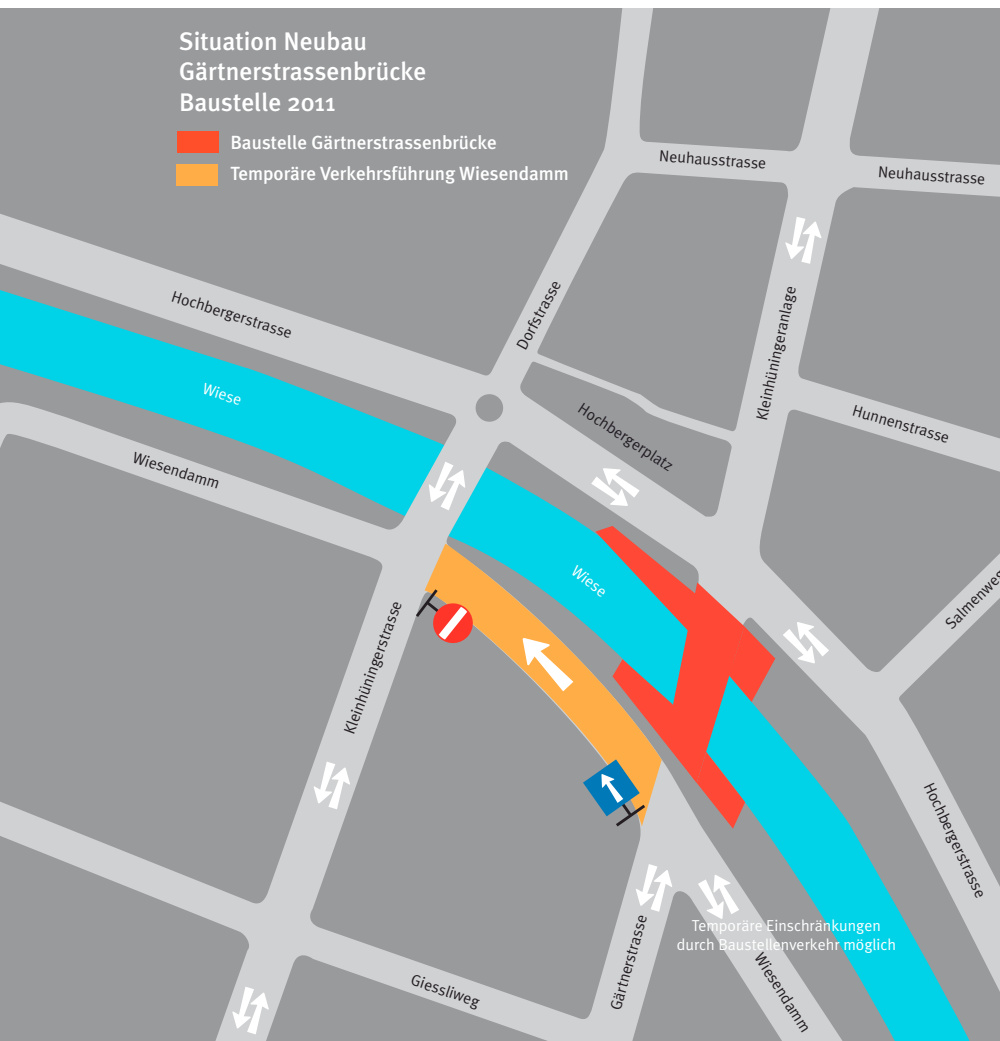 Situation Neubau
Gärtnerstrassenbrücke
Baustelle 2011
Baustelle Gärtnerstrassenbrücke
Temporäre Verkehrsführung Wiesendamm
Neuhausstrasse
Neuhausstrasse
Hochbergerstrasse
Dorfstrasse
Kleinhüningeranlage
Wiese
Hochbergerplatz
Hunnenstrasse
Wiesendamm
Wiese
Salmenweg
Kleinhüningerstrasse
Hochbergerstrasse
Temporäre Einschränkungen
durch Baustellenverkehr möglich
Gärtnerstrasse
Wiesendamm
Giessliweg